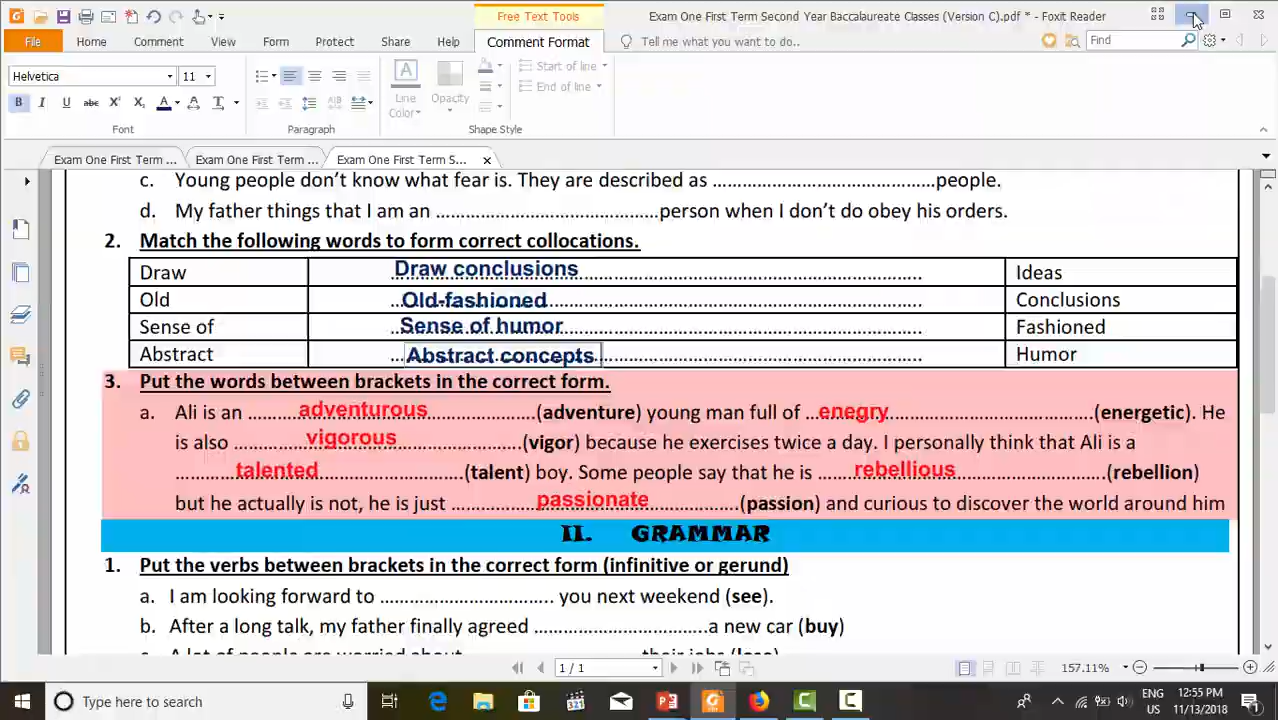 Free Text Tools
Exam One First Term Second Year Baccalaureate Classes (Version C).pdf * - Foxit Reader
File Home Comment View Form Protect Share Help Comment Format Tell me what you want to do.. Find
Helvetica 11 Start of line
Line Color Opacity End of line
Font Paragraph Shape Style
Exam One First Term ... Exam One First Term ... Exam One First Term S...
c. Young people don't know what fear is. They are described as ........................................people.
d. My father things that I am an ........................................person when I don't do obey his orders.
2. Match the following words to form correct collocations.
Draw Draw conclusions Ideas
Old Old-fashioned Conclusions
Sense of Sense of humor Fashioned
Abstract Abstract concepts Humor
3. Put the words between brackets in the correct form.
a. Ali is an ..........adventurous..........(adventure) young man full of ..enegry..........(energetic). He
is also ..........vigorous..........(vigor) because he exercises twice a day. I personally think that Ali is a
..........talented..........(talent) boy. Some people say that he is ......rebellious..........(rebellion)
but he actually is not, he is just ..........passionate..........(passion) and curious to discover the world around him
II. GRAMMAR
1. Put the verbs between brackets in the correct form (infinitive or gerund)
a. I am looking forward to ................................ you next weekend (see).
b. After a long talk, my father finally agreed ................................a new car (buy)
c. A lot of people are worried about ................................their jobs (lose)
1 / 1 157.11%
Type here to search ENG 12:55 PM
US 11/13/2018